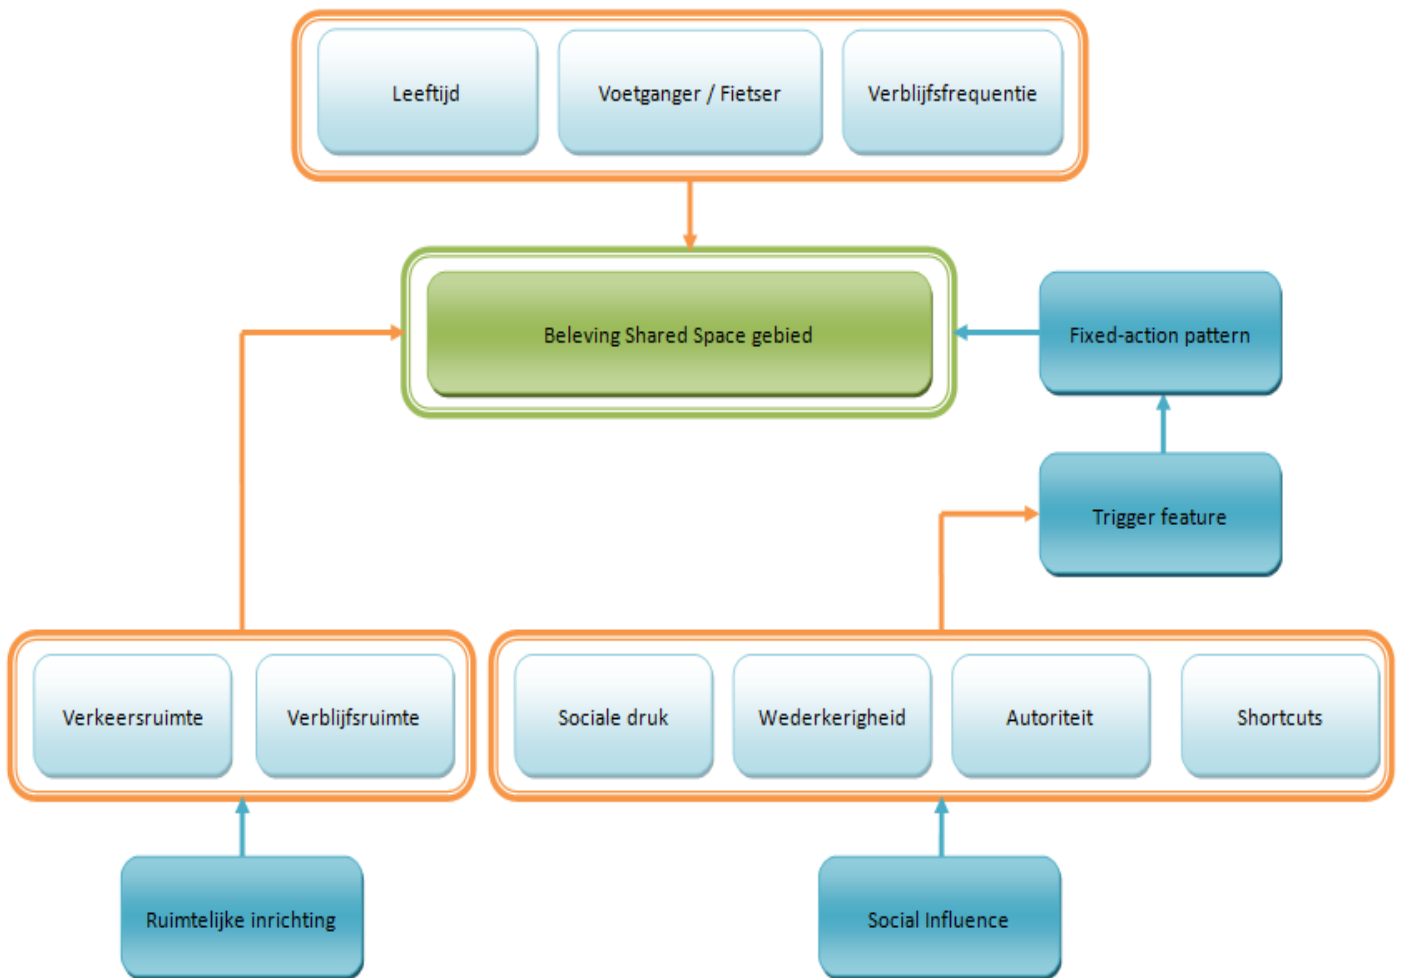 Leeftijd
Voetganger / Fietser
Verblijfsfrequentie
Beleving Shared Space gebied
Fixed-action pattern
Trigger feature
Verkeersruimte
Verblijfsruimte
Sociale druk
Wederkerigheid
Autoriteit
Shortcuts
Ruimtelijke inrichting
Social Influence